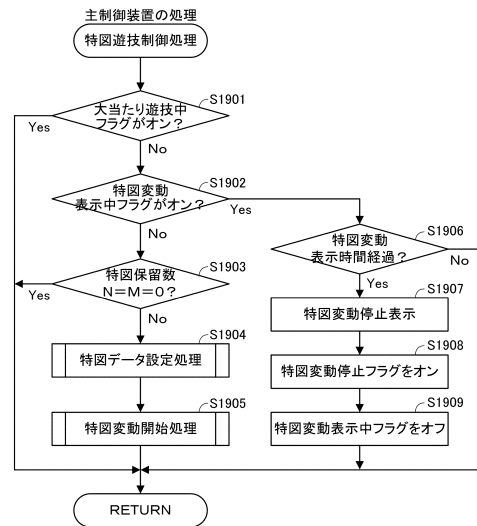 主制御装置の処理
特図遊技制御処理
S1901
大当たり遊技中
フラグがオン？
Yes
No
S1902
特図変動
表示中フラグがオン？
Yes
No
S1906
特図変動
表示時間経過？
No
Yes
S1903
特図保留数
N＝M＝0？
Yes
No
S1907
特図変動停止表示
S1904
特図データ設定処理
S1908
特図変動停止フラグをオン
S1905
特図変動開始処理
S1909
特図変動表示中フラグをオフ
RETURN